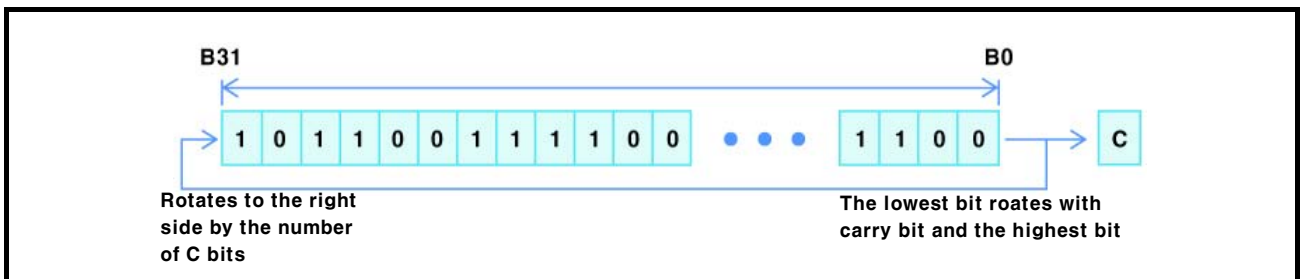 B31 B0
1 0 1 1 0 0 1 1 1 1 0 0 1 1 0 0 C
Rotates to the right
side by the number
of C bits
The lowest bit roates with
carry bit and the highest bit